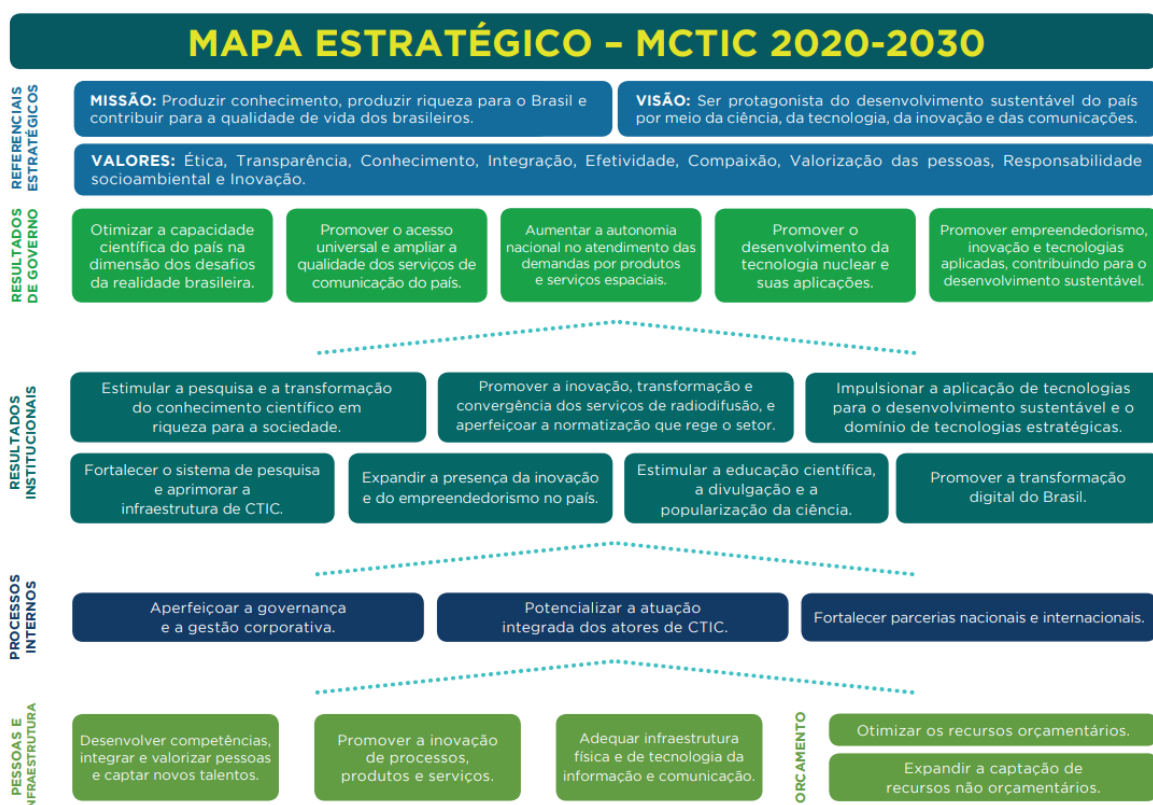 MAPA ESTRATÉGICO – MCTIC 2020-2030
REFERENCIAIS
ESTRATÉGICOS
MISSÃO: Produzir conhecimento, produzir riqueza para o Brasil e
contribuir para a qualidade de vida dos brasileiros.
VISÃO: Ser protagonista do desenvolvimento sustentável do país
por meio da ciência, da tecnologia, da inovação e das comunicações.
VALORES: Ética, Transparência, Conhecimento, Integração, Efetividade, Compaixão, Valorização das pessoas, Responsabilidade
socioambiental e Inovação.
RESULTADOS
DE GOVERNO
Otimizar a capacidade
científica do país na
dimensão dos desafios
da realidade brasileira.
Promover o acesso
universal e ampliar a
qualidade dos serviços de
comunicação do país.
Aumentar a autonomia
nacional no atendimento das
demandas por produtos
e serviços espaciais.
Promover o
desenvolvimento da
tecnologia nuclear e
suas aplicações.
Promover empreendedorismo,
inovação e tecnologias
aplicadas, contribuindo para o
desenvolvimento sustentável.
RESULTADOS
INSTITUCIONAIS
Estimular a pesquisa e a transformação
do conhecimento científico em
riqueza para a sociedade.
Promover a inovação, transformação e
convergência dos serviços de radiodifusão, e
aperfeiçoar a normatização que rege o setor.
Impulsionar a aplicação de tecnologias
para o desenvolvimento sustentável e o
domínio de tecnologias estratégicas.
Fortalecer o sistema de pesquisa
e aprimorar a
infraestrutura de CTIC.
Expandir a presença da inovação
e do empreendedorismo no país.
Estimular a educação científica,
a divulgação e a
popularização da ciência.
Promover a transformação
digital do Brasil.
PROCESSOS
INTERNOS
Aperfeiçoar a governança
e a gestão corporativa.
Potencializar a atuação
integrada dos atores de CTIC.
Fortalecer parcerias nacionais e internacionais.
PESSOAS E
NFRAESTRUTURA
Desenvolver competências,
integrar e valorizar pessoas
e captar novos talentos.
Promover a inovação
de processos,
produtos e serviços.
Adequar infraestrutura
física e de tecnologia da
informação e comunicação.
ORÇAMENTO
Otimizar os recursos orçamentários.
Expandir a captação de
recursos não orçamentários.